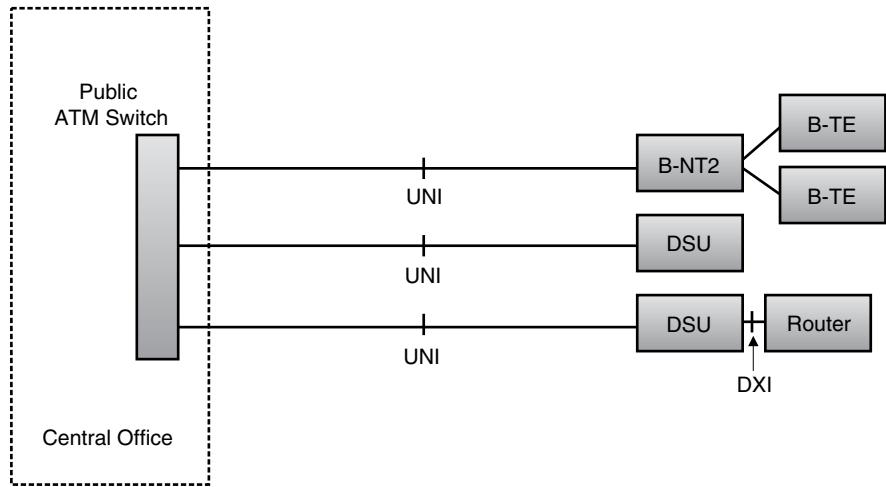 Public
ATM Switch
B-TE
B-NT2
UNI
B-TE
DSU
UNI
DSU
Router
UNI
DXI
Central Office